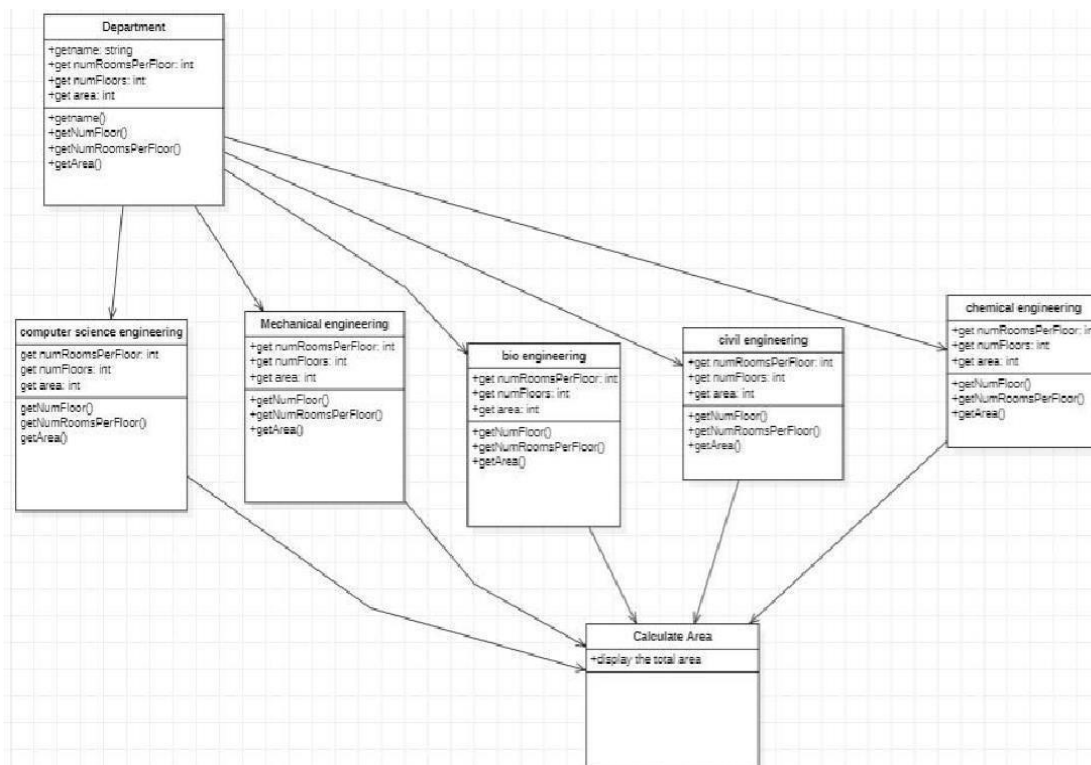 Department
+getname: string
+get numRoomsPerFloor: int
+get numFloors: int
+get area: int
+getname()
+getNumFloor()
+getNumRoomsPerFloor()
+getArea()
computer science engineering
get numRoomsPerFloor: int
get numFloors: int
get area: int
getNumFloor()
getNumRoomsPerFloor()
getArea()
Mechanical engineering
+get numRoomsPerFloor: int
+get numFloors: int
+get area: int
+getNumFloor()
+getNumRoomsPerFloor()
+getArea()
bio engineering
+get numRoomsPerFloor: int
+get numFloors: int
+get area: int
+getNumFloor()
+getNumRoomsPerFloor()
+getArea()
civil engineering
+get numRoomsPerFloor: int
+get numFloors: int
+get area: int
+getNumFloor()
+getNumRoomsPerFloor()
+getArea()
chemical engineering
+get numRoomsPerFloor: in
+get numFloors: int
+get area: int
+getNumFloor()
+getNumRoomsPerFloor()
+getArea()
Calculate Area
+display the total area